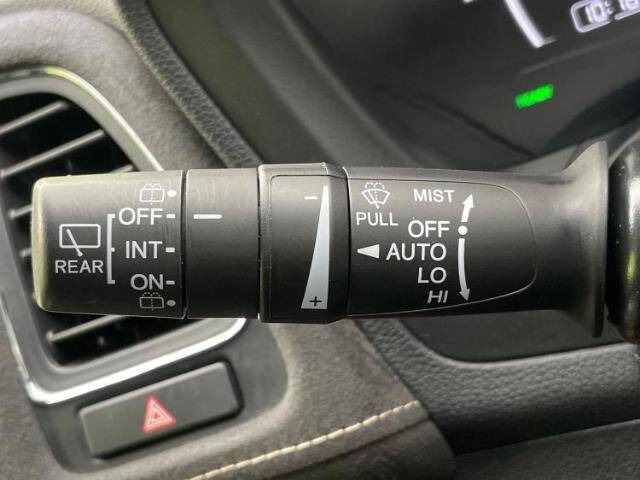 OFF
INT
ON
REAR
−
+
PULL
MIST
OFF
AUTO
LO
HI